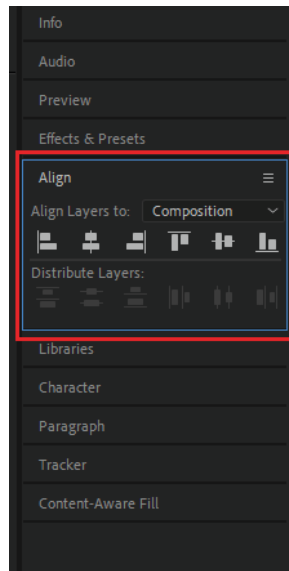 Info
Audio
Preview
Effects & Presets
Align
Align Layers to: Composition
Distribute Layers:
Libraries
Character
Paragraph
Tracker
Content-Aware Fill